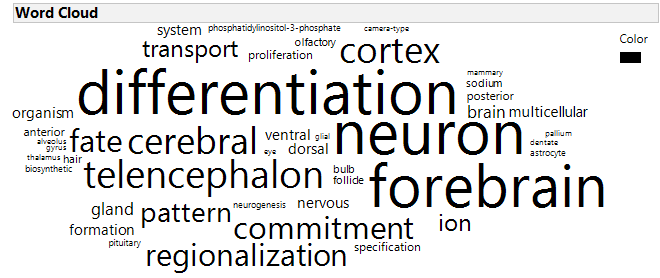 Word Cloud
Color
system
phosphatidylinositol-3-phosphate
camera-type
olfactory
transport
proliferation
cortex
mammary
sodium
posterior
differentiation
organism
brain
multicellular
anterior
alveolus
gyrus
fate
cerebral
ventral
glial
neuron
pallium
dentate
astrocyte
eye
dorsal
thalamus
hair
biosynthetic
telencephalon
bulb
follide
forebrain
gland
pattern
neurogenesis
nervous
formation
commitment
ion
pituitary
regionalization
specification